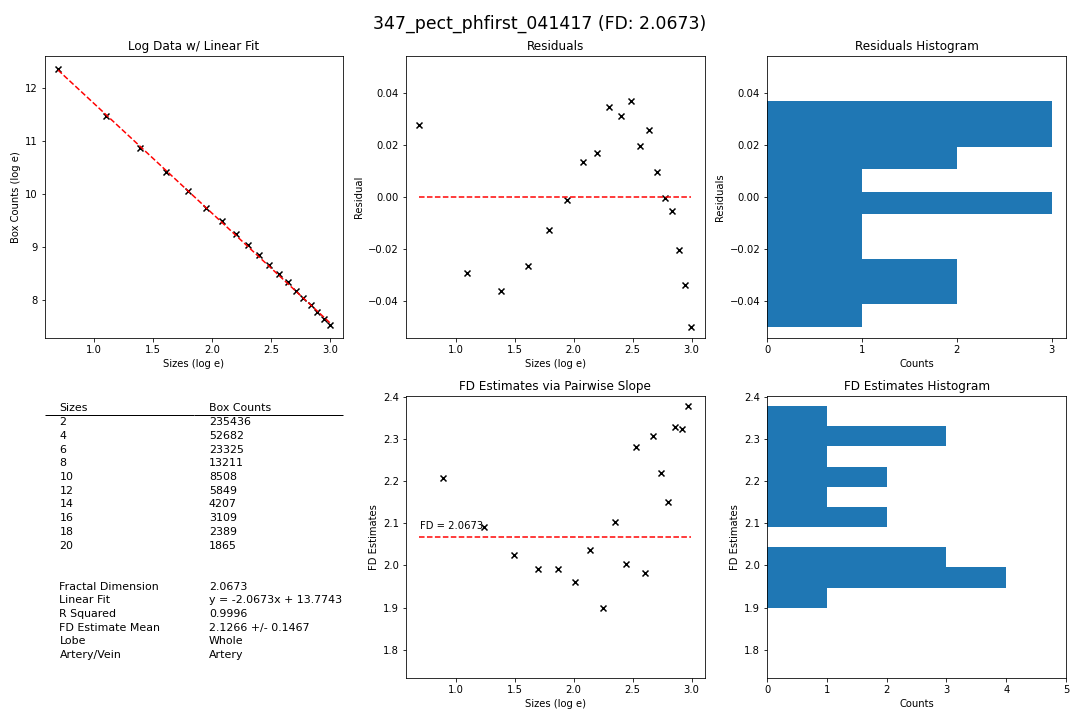 347_pect_phfirst_041417 (FD: 2.0673)
Log Data w/ Linear Fit
12
11
10
9
8
Box Counts (log e)
1.0 1.5 2.0 2.5 3.0
Sizes (log e)
Residuals
0.04
0.02
0.00
−0.02
−0.04
Residual
1.0 1.5 2.0 2.5 3.0
Sizes (log e)
Residuals Histogram
0.04
0.02
0.00
−0.02
−0.04
Residuals
0 1 2 3
Counts
Sizes Box Counts
2 235436
4 52682
6 23325
8 13211
10 8508
12 5849
14 4207
16 3109
18 2389
20 1865
Fractal Dimension 2.0673
Linear Fit y = -2.0673x + 13.7743
R Squared 0.9996
FD Estimate Mean 2.1266 +/- 0.1467
Lobe Whole
Artery/Vein Artery
FD Estimates via Pairwise Slope
2.4
2.3
2.2
2.1
2.0
1.9
1.8
FD Estimates
FD = 2.0673
1.0 1.5 2.0 2.5 3.0
Sizes (log e)
FD Estimates Histogram
2.4
2.3
2.2
2.1
2.0
1.9
1.8
FD Estimates
0 1 2 3 4 5
Counts